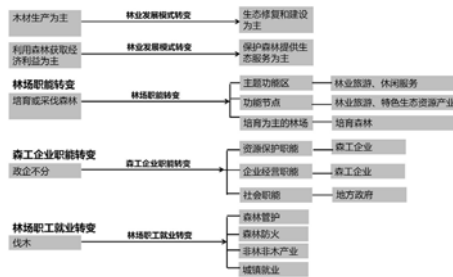 木材生产为主
林业发展模式转变
生态修复和建设
为主
利用森林获取经
济利益为主
林业发展模式转变
保护森林提供生
态服务为主
林场职能转变
培育或采伐森林
林场职能转变
主题功能区
林业旅游、休闲服务
功能节点
林业旅游、特色生态资源产业
培育为主的林场
培育森林
森工企业职能转变
政企不分
森工企业职能转变
资源保护职能
森工企业
企业经营职能
森工企业
社会职能
地方政府
林场职工就业转变
伐木
林场职工就业转变
森林管护
森林防火
非林非木产业
城镇就业